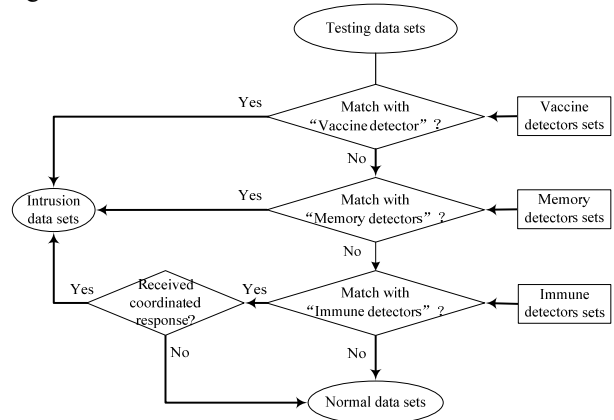 Testing data sets
Yes
Match with
“Vaccine detector” ?
Vaccine
detectors sets
No
Intrusion
data sets
Yes
Match with
“Memory detectors” ?
Memory
detectors sets
No
Yes
Received
coordinated
response?
Yes
Match with
“Immune detectors” ?
Immune
detectors sets
No
No
Normal data sets